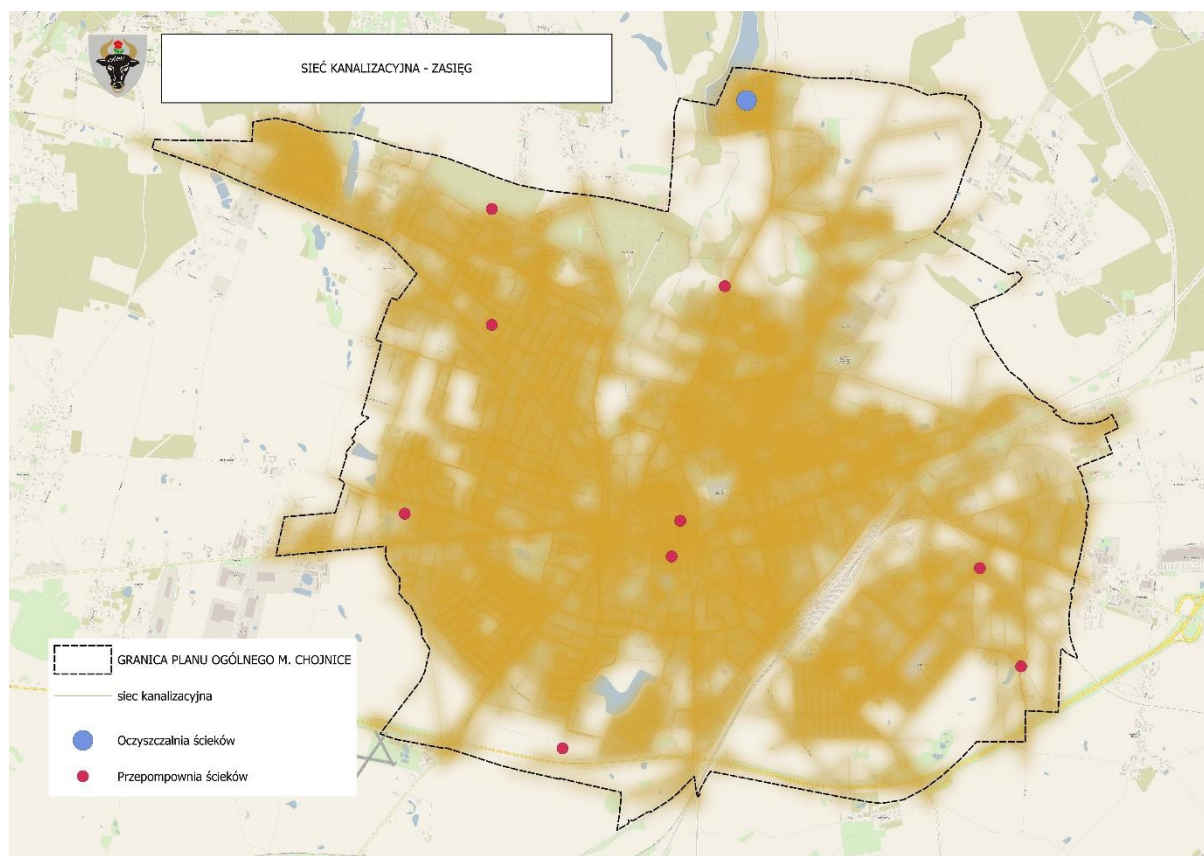 SIEĆ KANALIZACYJNA - ZASIĘG
GRANICA PLANU OGÓLNEGO M. CHOJNICE
siec kanalizacyjna
Oczyszczalnia ścieków
Przepompownia ścieków